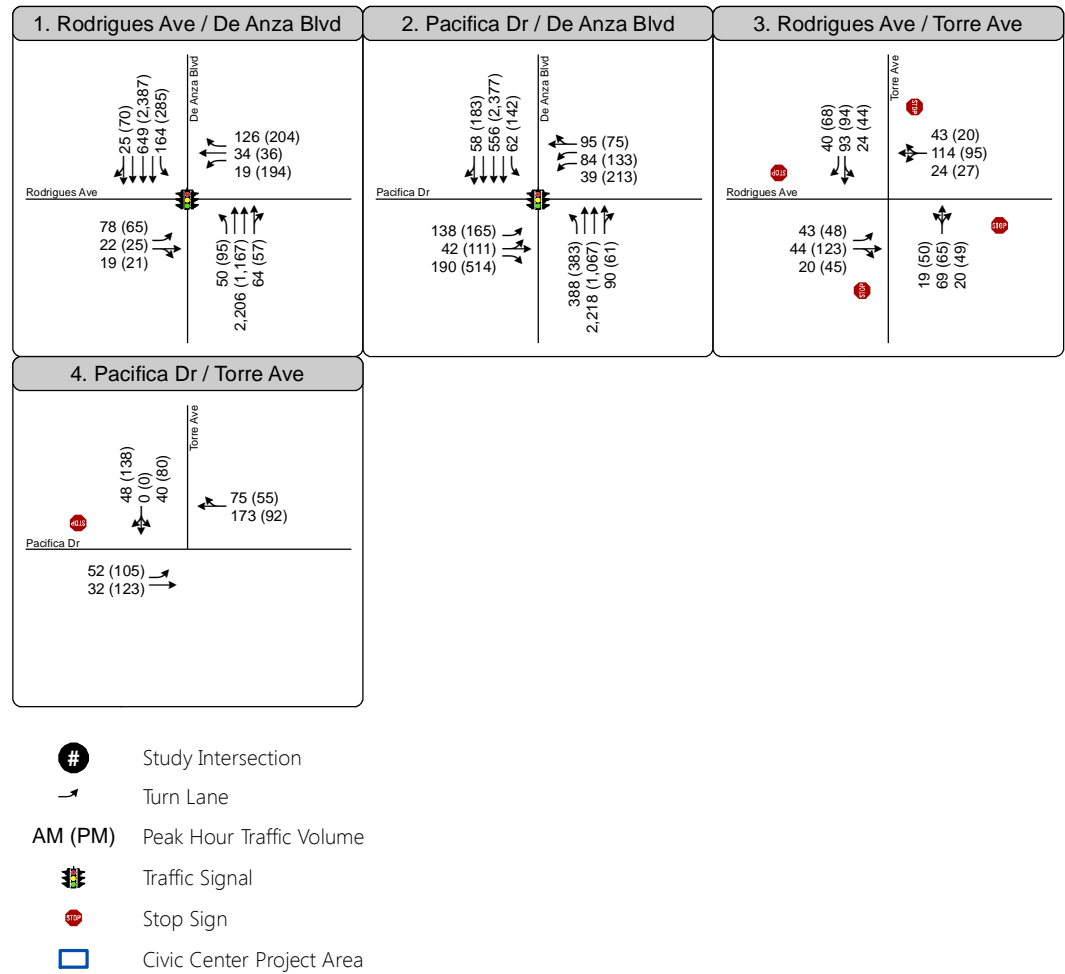 1. Rodrigues Ave / De Anza Blvd
De Anza Blvd
25 (70)
649 (2,387)
164 (285)
126 (204)
34 (36)
19 (194)
Rodrigues Ave
78 (65)
22 (25)
19 (21)
50 (95)
2,206 (1,167)
64 (57)
2. Pacifica Dr / De Anza Blvd
De Anza Blvd
58 (183)
556 (2,377)
62 (142)
95 (75)
84 (133)
39 (213)
Pacifica Dr
138 (165)
42 (111)
190 (514)
388 (383)
2,218 (1,067)
90 (61)
3. Rodrigues Ave / Torre Ave
Torre Ave
STOP
40 (68)
93 (94)
24 (44)
43 (20)
114 (95)
24 (27)
STOP
Rodrigues Ave
STOP
43 (48)
44 (123)
20 (45)
STOP
19 (50)
69 (65)
20 (49)
4. Pacifica Dr / Torre Ave
Torre Ave
48 (138)
0 (0)
40 (80)
75 (55)
173 (92)
STOP
Pacifica Dr
52 (105)
32 (123)
# Study Intersection
Turn Lane
AM (PM) Peak Hour Traffic Volume
Traffic Signal
STOP Stop Sign
Civic Center Project Area